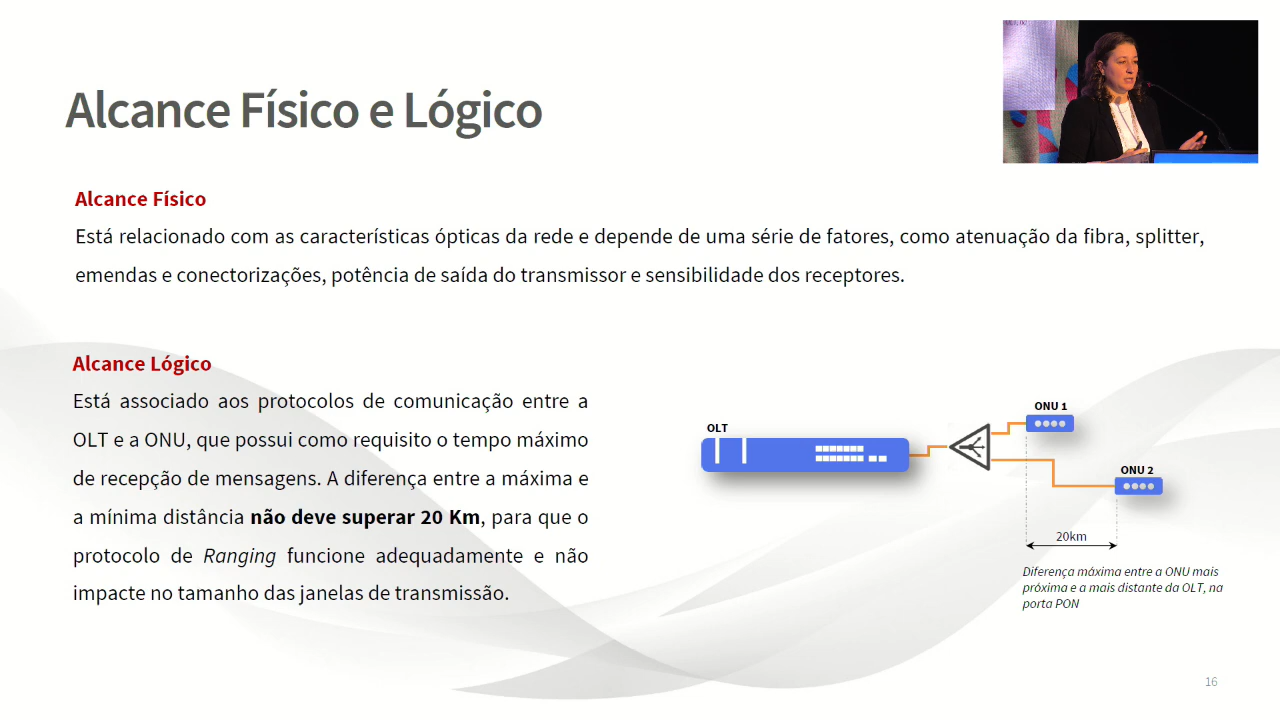 Alcance Físico e Lógico
Alcance Físico
Está relacionado com as características ópticas da rede e depende de uma série de fatores, como atenuação da fibra, splitter,
emendas e conectorizações, potência de saída do transmissor e sensibilidade dos receptores.
Alcance Lógico
Está associado aos protocolos de comunicação entre a
OLT e a ONU, que possui como requisito o tempo máximo
de recepção de mensagens. A diferença entre a máxima e
a mínima distância não deve superar 20 Km, para que o
protocolo de Ranging funcione adequadamente e não
impacte no tamanho das janelas de transmissão.
OLT
ONU 1
ONU 2
20km
Diferença máxima entre a ONU mais
próxima e a mais distante da OLT, na
porta PON
16